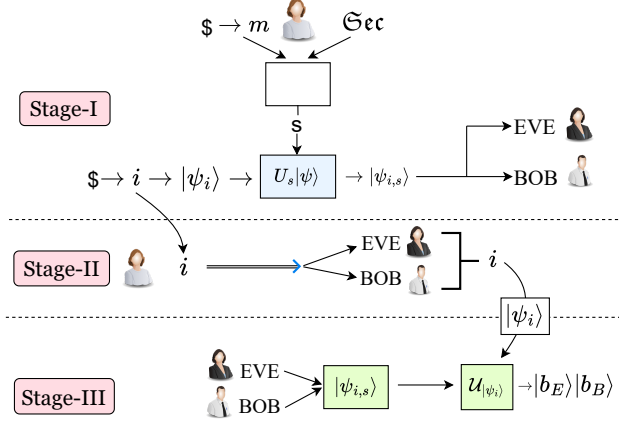 $ → m 𝔖ec
Stage-I
s
EVE
$ → i → |ψ_i⟩ → U_s|ψ⟩ → |ψ_{i,s}⟩
BOB
EVE
Stage-II i i
BOB
|ψ_i⟩
EVE
Stage-III |ψ_{i,s}⟩ 𝒰_{|ψ_i⟩} → |b_E⟩|b_B⟩
BOB